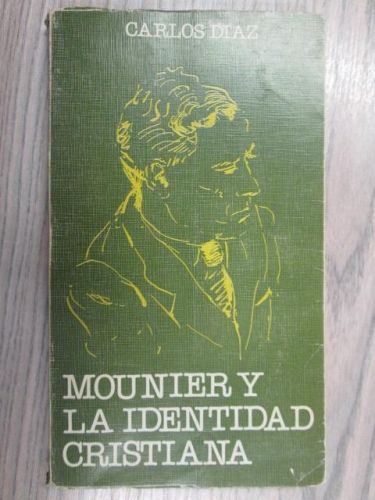 CARLOS DIAZ
MOUNIER Y
LA IDENTIDAD
CRISTIANA